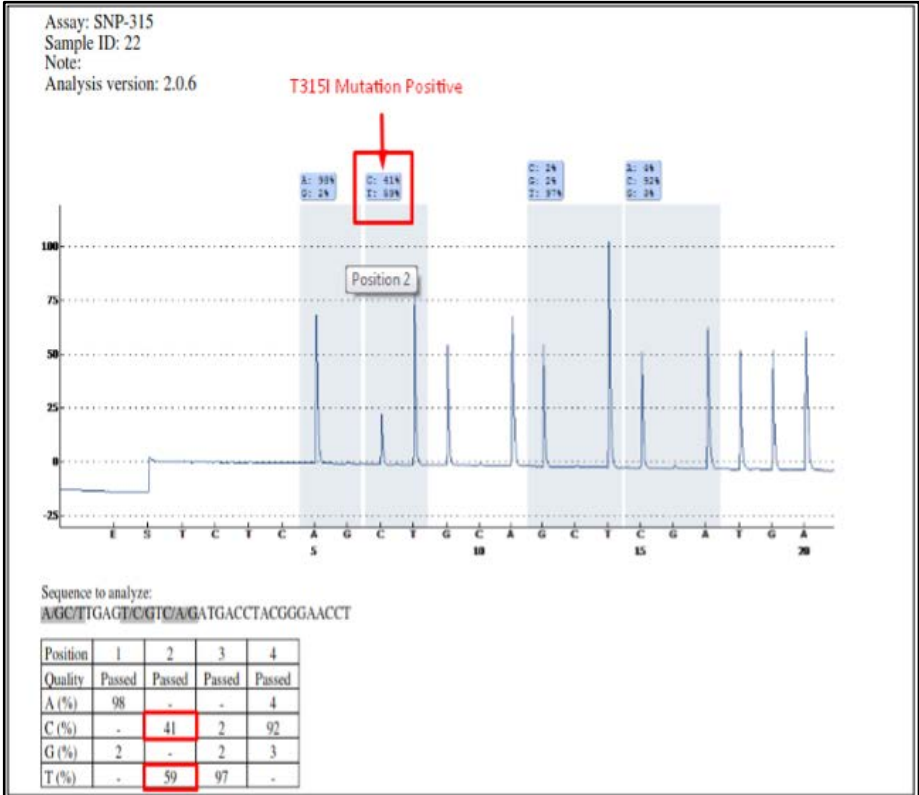 Assay: SNP-315
Sample ID: 22
Note:
Analysis version: 2.0.6
T315I Mutation Positive
A: 98%
G: 2%
C: 41%
T: 59%
C: 2%
G: 2%
T: 97%
A: 4%
C: 92%
G: 3%
Position 2
100
75
50
25
0
-25
E S T C T C A G C T G C A G C T C G A T G A
5 10 15 20
Sequence to analyze:
A/GC/TTGAGT/C/GTC/A/GATGACCTACGGGAACCT
Position 1 2 3 4
Quality Passed Passed Passed Passed
A (%) 98 - - 4
C (%) - 41 2 92
G (%) 2 - 2 3
T (%) - 59 97 -